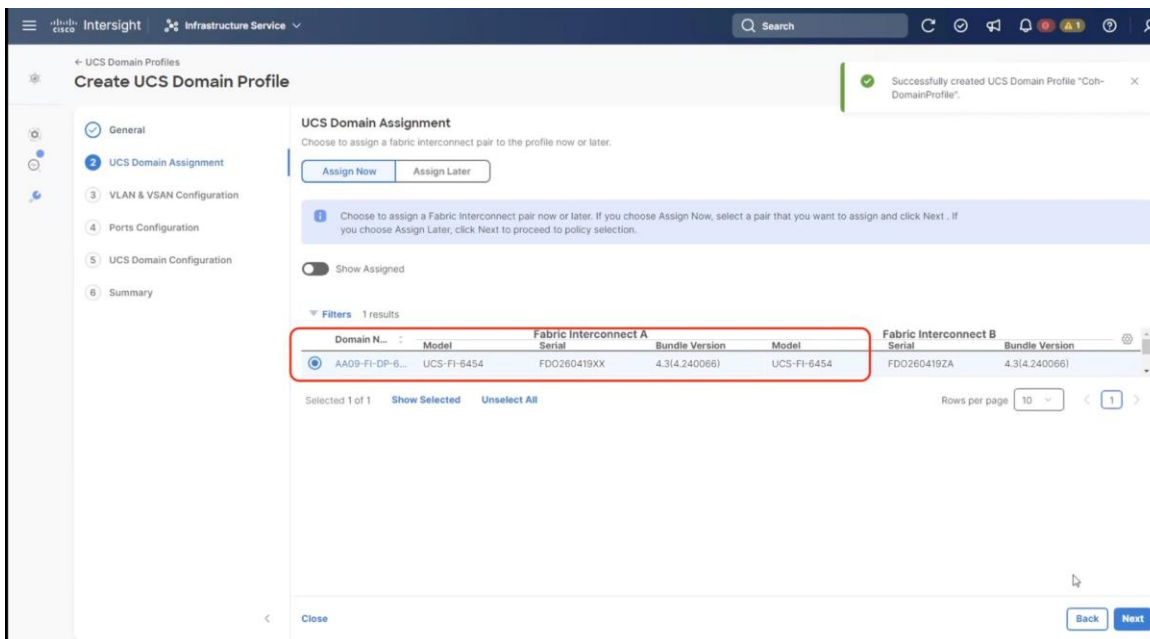 cisco Intersight Infrastructure Service Search 0 1
← UCS Domain Profiles
Create UCS Domain Profile
Successfully created UCS Domain Profile "Coh-
DomainProfile".
General
2 UCS Domain Assignment
3 VLAN & VSAN Configuration
4 Ports Configuration
5 UCS Domain Configuration
6 Summary
UCS Domain Assignment
Choose to assign a fabric interconnect pair to the profile now or later.
Assign Now Assign Later
Choose to assign a Fabric Interconnect pair now or later. If you choose Assign Now, select a pair that you want to assign and click Next . If
you choose Assign Later, click Next to proceed to policy selection.
Show Assigned
Filters 1 results
Fabric Interconnect A Fabric Interconnect B
Domain N... Model Serial Bundle Version Model Serial Bundle Version
AA09-FI-DP-6... UCS-FI-6454 FDO260419XX 4.3(4.240066) UCS-FI-6454 FDO260419ZA 4.3(4.240066)
Selected 1 of 1 Show Selected Unselect All Rows per page 10 1
Close Back Next